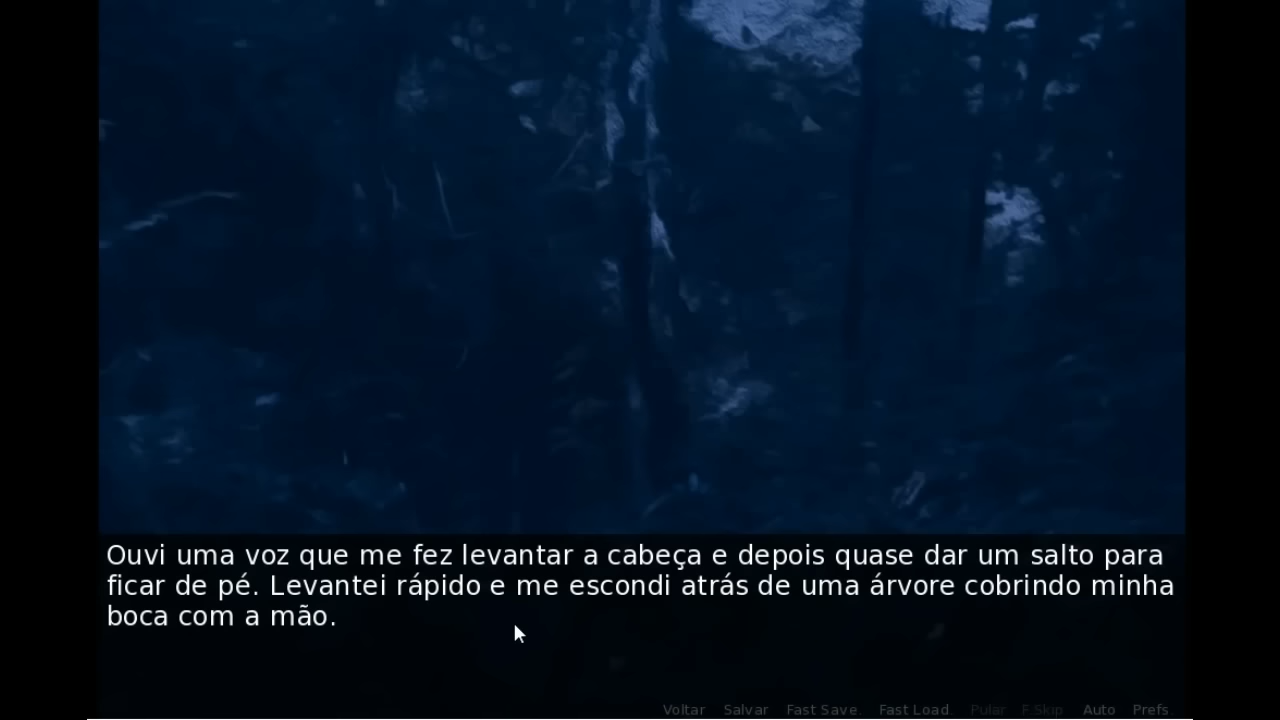 Ouvi uma voz que me fez levantar a cabeça e depois quase dar um salto para
ficar de pé. Levantei rápido e me escondi atrás de uma árvore cobrindo minha
boca com a mão.
Voltar Salvar Fast Save. Fast Load. Pular F.Skip Auto Prefs.